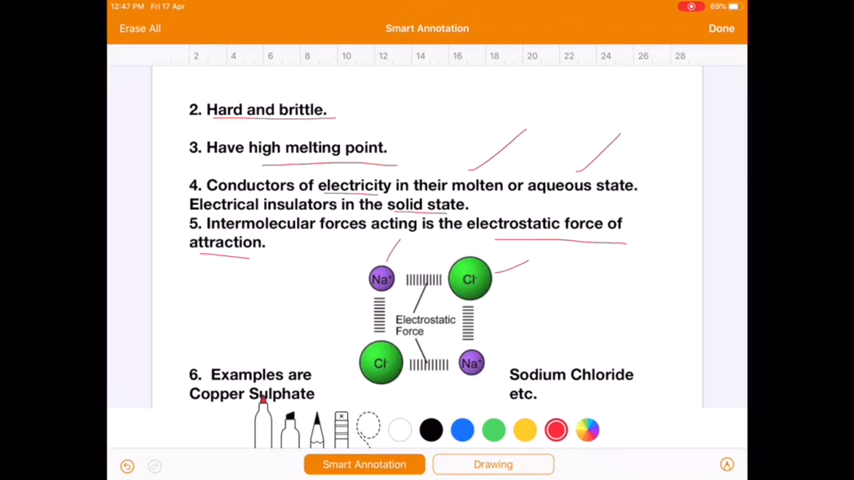 12:47 PM Fri 17 Apr 69%
Erase All Smart Annotation Done
2 4 6 8 10 12 14 16 18 20 22 24 26 28
2. Hard and brittle.
3. Have high melting point.
4. Conductors of electricity in their molten or aqueous state.
Electrical insulators in the solid state.
5. Intermolecular forces acting is the electrostatic force of
attraction.
Na+ Cl-
Electrostatic
Force
Cl- Na+
6. Examples are Sodium Chloride
Copper Sulphate etc.
Smart Annotation Drawing